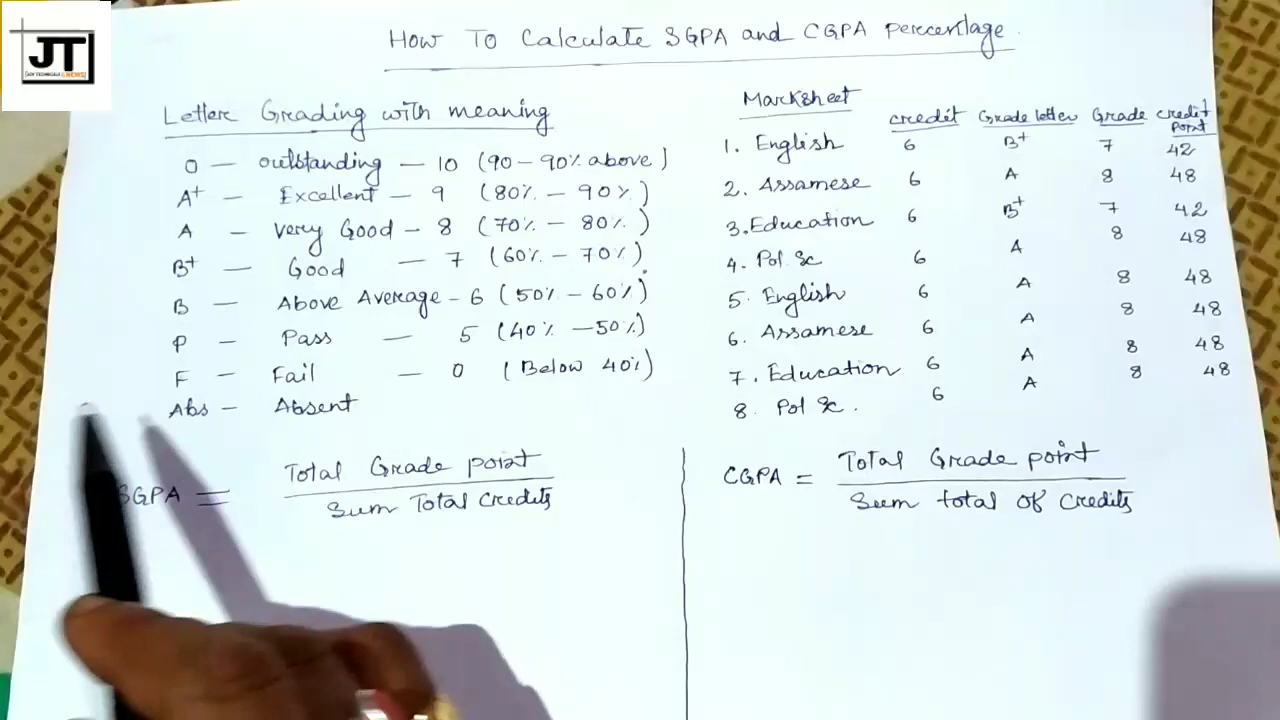 JT
How To Calculate SGPA and CGPA percentage.
Letter Grading with meaning
O — outstanding — 10 (90 – 90% above)
A+ — Excellent — 9 (80% – 90%)
A — Very Good – 8 (70% – 80%)
B+ — Good — 7 (60% – 70%)
B — Above Average – 6 (50% – 60%)
P — Pass — 5 (40% – 50%)
F — Fail — 0 (Below 40%)
Abs — Absent
SGPA = Total Grade point
Sum Total Credits
Marksheet
credit Grade letter Grade credit point
1. English 6 B+ 7 42
2. Assamese 6 A 8 48
3. Education 6 B+ 7 42
4. Pol. Sc 6 A 8 48
5. English 6 A 8 48
6. Assamese 6 A 8 48
7. Education 6 A 8 48
8. Pol Sc. 6 A 8 48
CGPA = Total Grade point
Sum total of Credits